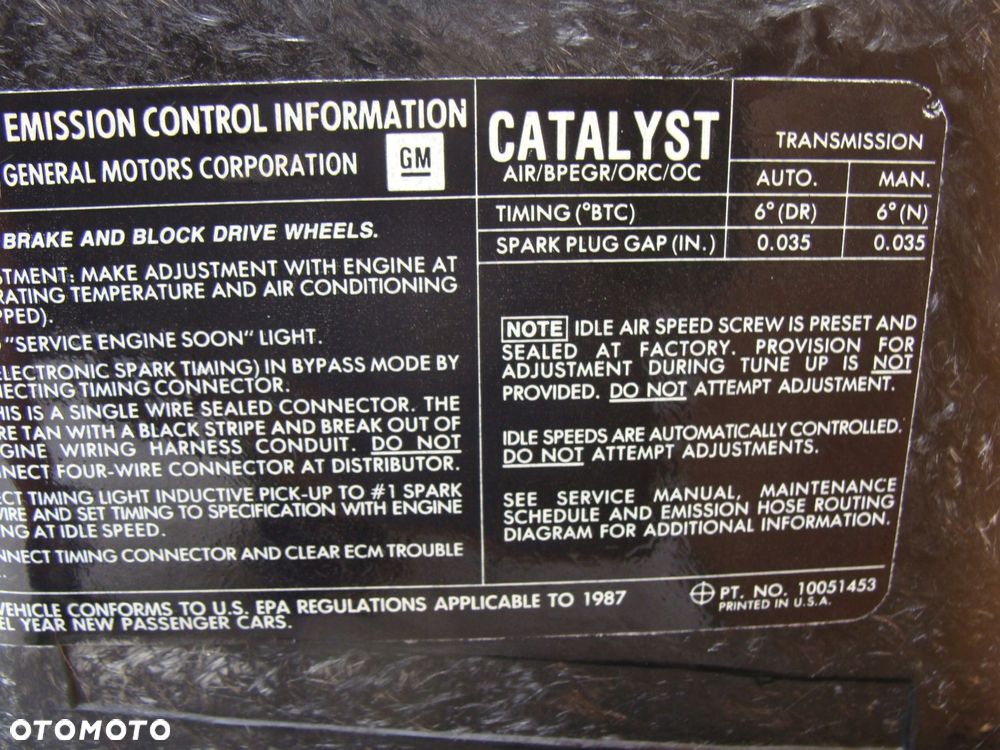 EMISSION CONTROL INFORMATION
GENERAL MOTORS CORPORATION
GM
BRAKE AND BLOCK DRIVE WHEELS.
STMENT: MAKE ADJUSTMENT WITH ENGINE AT
RATING TEMPERATURE AND AIR CONDITIONING
PPED).
"SERVICE ENGINE SOON" LIGHT.
ELECTRONIC SPARK TIMING) IN BYPASS MODE BY
NECTING TIMING CONNECTOR.
HIS IS A SINGLE WIRE SEALED CONNECTOR. THE
RE TAN WITH A BLACK STRIPE AND BREAK OUT OF
GINE WIRING HARNESS CONDUIT. DO NOT
NNECT FOUR-WIRE CONNECTOR AT DISTRIBUTOR.
ECT TIMING LIGHT INDUCTIVE PICK-UP TO #1 SPARK
WIRE AND SET TIMING TO SPECIFICATION WITH ENGINE
NG AT IDLE SPEED.
NNECT TIMING CONNECTOR AND CLEAR ECM TROUBLE
CATALYST
AIR/BPEGR/ORC/OC
TRANSMISSION
AUTO. MAN.
TIMING (°BTC) 6° (DR) 6° (N)
SPARK PLUG GAP (IN.) 0.035 0.035
NOTE IDLE AIR SPEED SCREW IS PRESET AND
SEALED AT FACTORY. PROVISION FOR
ADJUSTMENT DURING TUNE UP IS NOT
PROVIDED. DO NOT ATTEMPT ADJUSTMENT.
IDLE SPEEDS ARE AUTOMATICALLY CONTROLLED.
DO NOT ATTEMPT ADJUSTMENTS.
SEE SERVICE MANUAL, MAINTENANCE
SCHEDULE AND EMISSION HOSE ROUTING
DIAGRAM FOR ADDITIONAL INFORMATION.
VEHICLE CONFORMS TO U.S. EPA REGULATIONS APPLICABLE TO 1987
EL YEAR NEW PASSENGER CARS.
PT. NO. 10051453
PRINTED IN U.S.A.
OTOMOTO